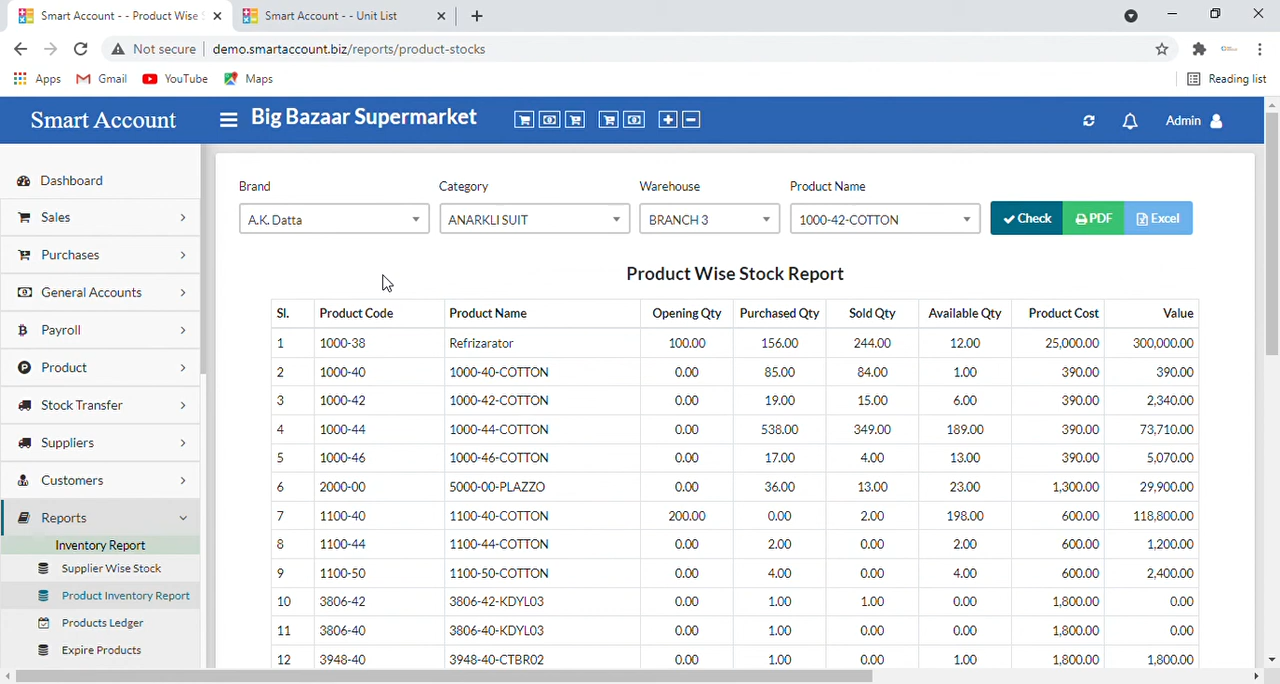 Smart Account - - Product Wise S
Smart Account - - Unit List
Not secure demo.smartaccount.biz/reports/product-stocks
Apps Gmail YouTube Maps Reading list
Smart Account Big Bazaar Supermarket Admin
Dashboard
Sales
Purchases
General Accounts
Payroll
Product
Stock Transfer
Suppliers
Customers
Reports
Inventory Report
Supplier Wise Stock
Product Inventory Report
Products Ledger
Expire Products
Brand Category Warehouse Product Name
A.K. Datta ANARKLI SUIT BRANCH 3 1000-42-COTTON Check PDF Excel
Product Wise Stock Report
Sl. Product Code Product Name Opening Qty Purchased Qty Sold Qty Available Qty Product Cost Value
1 1000-38 Refrizarator 100.00 156.00 244.00 12.00 25,000.00 300,000.00
2 1000-40 1000-40-COTTON 0.00 85.00 84.00 1.00 390.00 390.00
3 1000-42 1000-42-COTTON 0.00 19.00 15.00 6.00 390.00 2,340.00
4 1000-44 1000-44-COTTON 0.00 538.00 349.00 189.00 390.00 73,710.00
5 1000-46 1000-46-COTTON 0.00 17.00 4.00 13.00 390.00 5,070.00
6 2000-00 5000-00-PLAZZO 0.00 36.00 13.00 23.00 1,300.00 29,900.00
7 1100-40 1100-40-COTTON 200.00 0.00 2.00 198.00 600.00 118,800.00
8 1100-44 1100-44-COTTON 0.00 2.00 0.00 2.00 600.00 1,200.00
9 1100-50 1100-50-COTTON 0.00 4.00 0.00 4.00 600.00 2,400.00
10 3806-42 3806-42-KDYL03 0.00 1.00 1.00 0.00 1,800.00 0.00
11 3806-40 3806-40-KDYL03 0.00 1.00 0.00 0.00 1,800.00 0.00
12 3948-40 3948-40-CTBR02 0.00 1.00 0.00 1.00 1,800.00 1,800.00